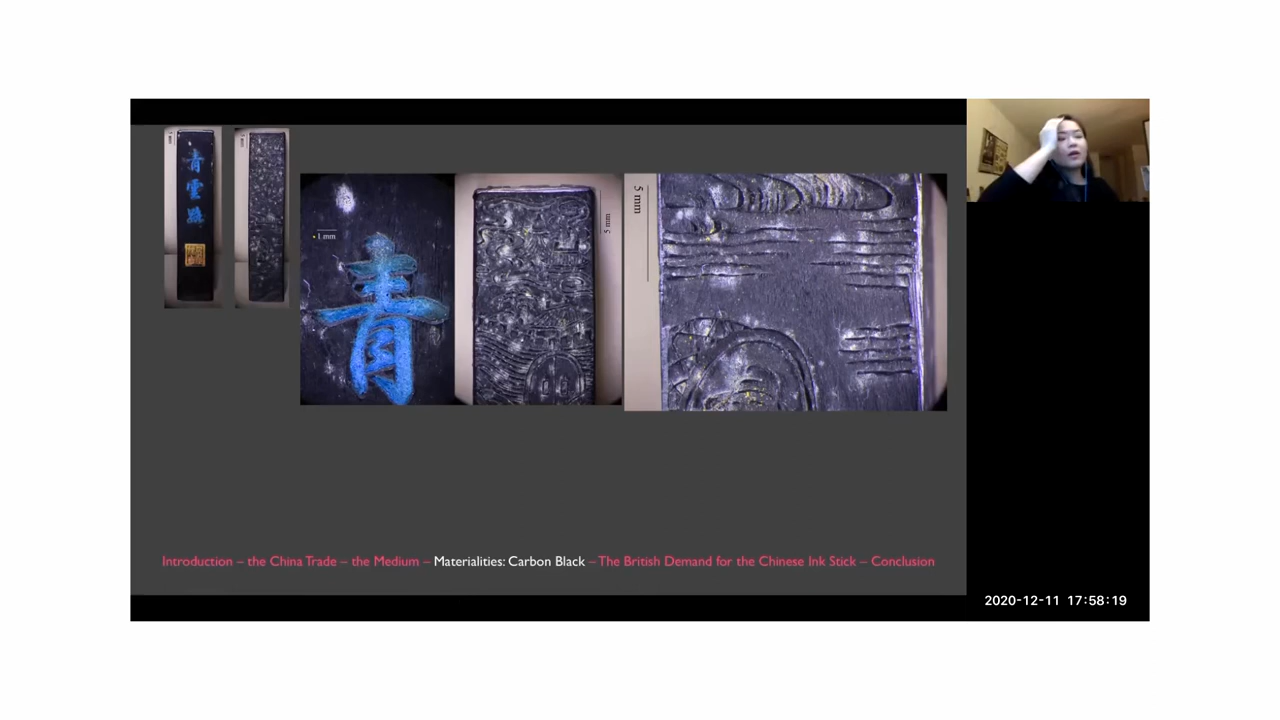 青
雲
路
1 mm
青
5 mm
5 mm
Introduction – the China Trade – the Medium – Materialities: Carbon Black – The British Demand for the Chinese Ink Stick – Conclusion
2020-12-11 17:58:19